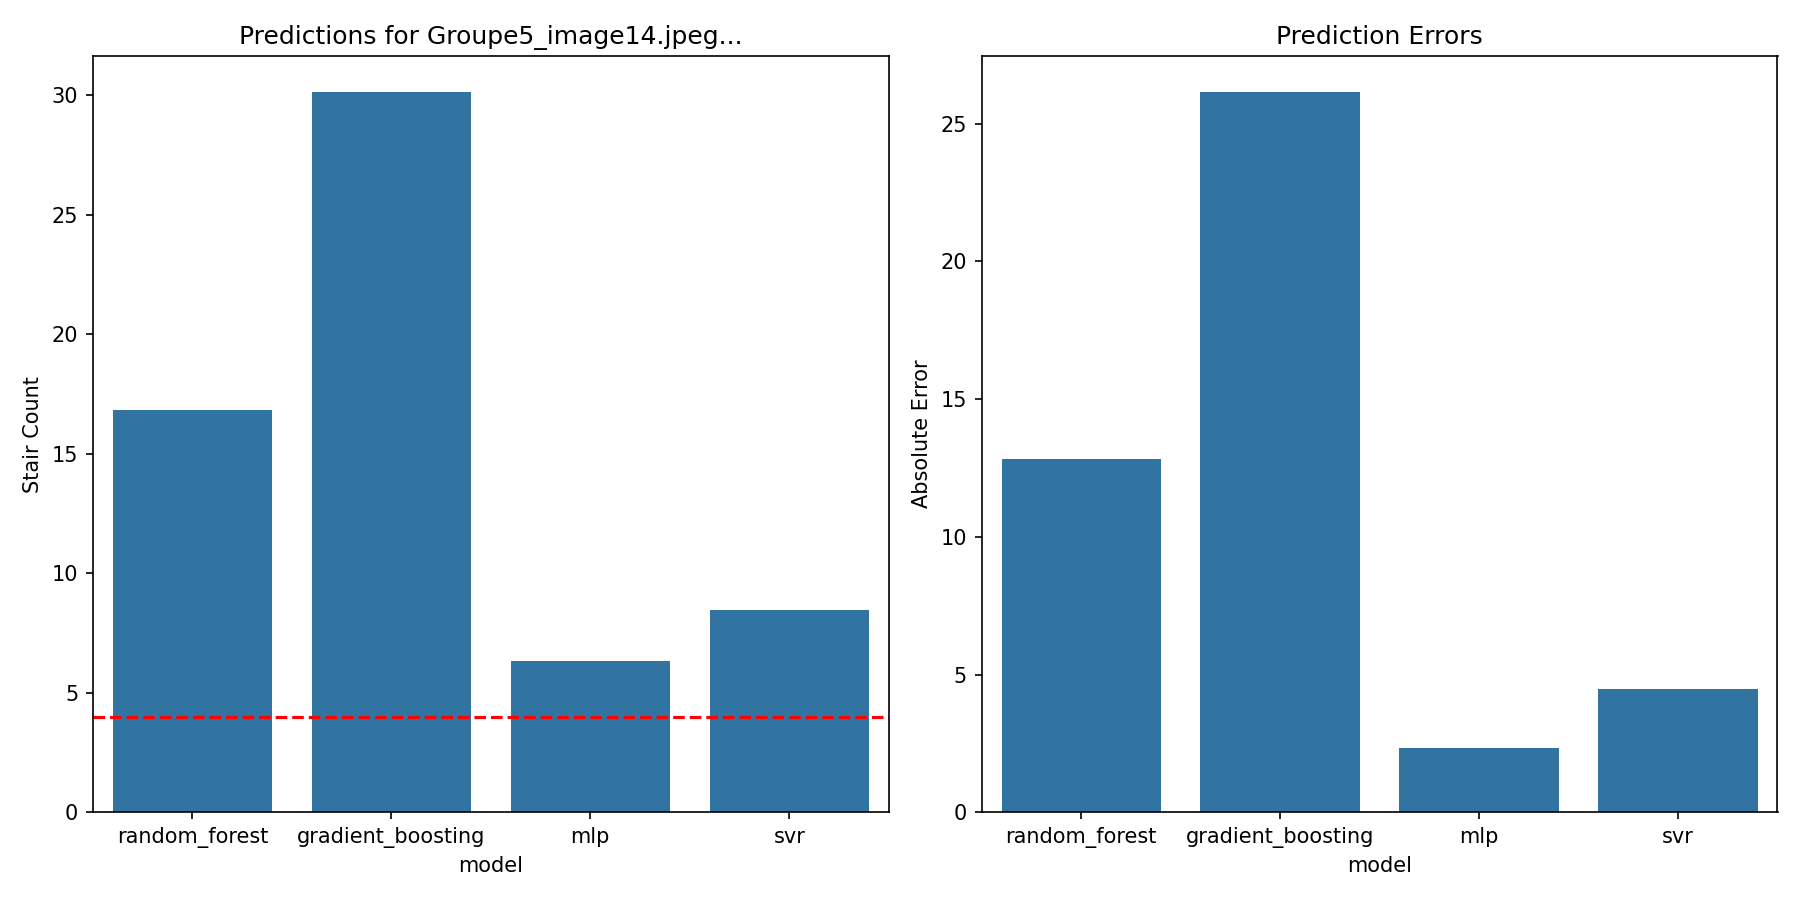 Predictions for Groupe5_image14.jpeg...
Stair Count
30
25
20
15
10
5
0
random_forest gradient_boosting mlp svr
model
Prediction Errors
Absolute Error
25
20
15
10
5
0
random_forest gradient_boosting mlp svr
model